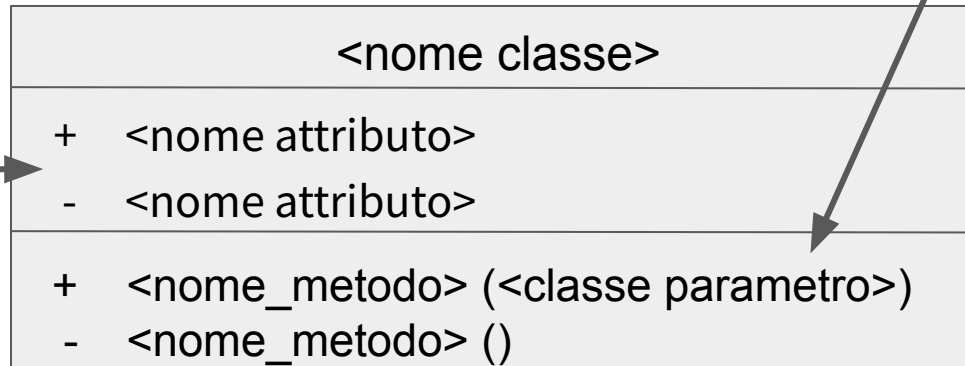 <nome classe>
+ <nome attributo>
- <nome attributo>
+ <nome_metodo> (<classe parametro>)
- <nome_metodo> ()